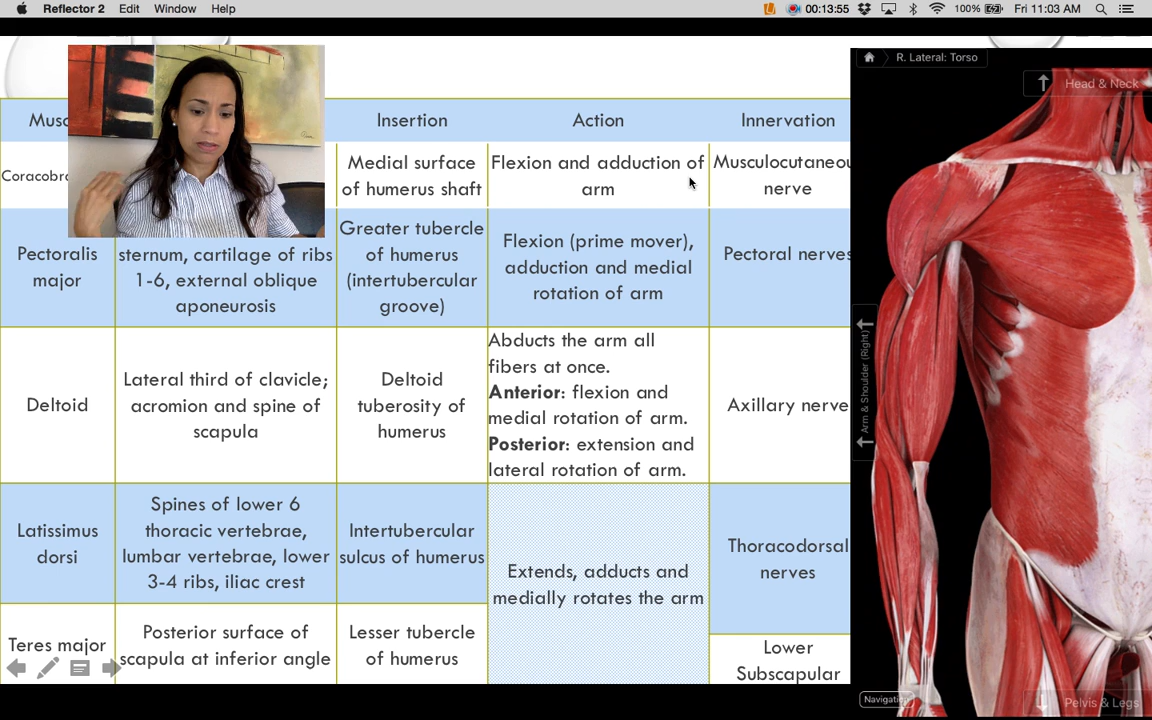 Reflector 2 Edit Window Help 00:13:55 100% Fri 11:03 AM
R. Lateral: Torso
Head & Neck
Insertion Action Innervation
Medial surface
of humerus shaft
Flexion and adduction of
arm
nerve
Pectoralis
major
sternum, cartilage of ribs
1-6, external oblique
aponeurosis
Greater tubercle
of humerus
(intertubercular
groove)
Flexion (prime mover),
adduction and medial
rotation of arm
Pectoral nerves
Deltoid
Lateral third of clavicle;
acromion and spine of
scapula
Deltoid
tuberosity of
humerus
Abducts the arm all
fibers at once.
Anterior: flexion and
medial rotation of arm.
Posterior: extension and
lateral rotation of arm.
Axillary nerve
Latissimus
dorsi
Spines of lower 6
thoracic vertebrae,
lumbar vertebrae, lower
3-4 ribs, iliac crest
Intertubercular
sulcus of humerus
Extends, adducts and
medially rotates the arm
Thoracodorsal
nerves
Teres major
Posterior surface of
scapula at inferior angle
Lesser tubercle
of humerus
Lower
Subscapular
Arm & Shoulder (Right)
Navigation
Pelvis & Legs